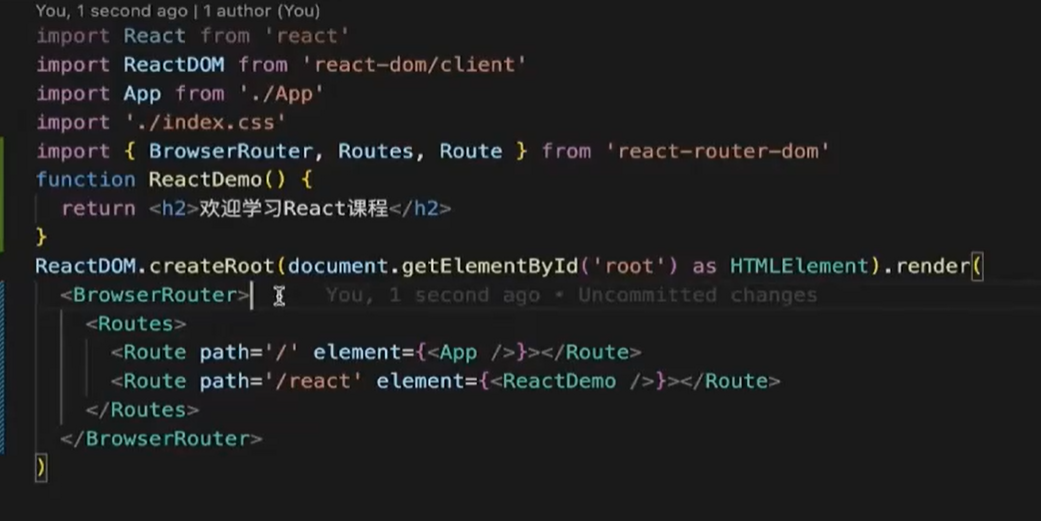 You, 1 second ago | 1 author (You)
import React from 'react'
import ReactDOM from 'react-dom/client'
import App from './App'
import './index.css'
import { BrowserRouter, Routes, Route } from 'react-router-dom'
function ReactDemo() {
  return <h2>欢迎学习React课程</h2>
}
ReactDOM.createRoot(document.getElementById('root') as HTMLElement).render(
  <BrowserRouter>    You, 1 second ago • Uncommitted changes
    <Routes>
      <Route path='/' element={<App />}></Route>
      <Route path='/react' element={<ReactDemo />}></Route>
    </Routes>
  </BrowserRouter>
)